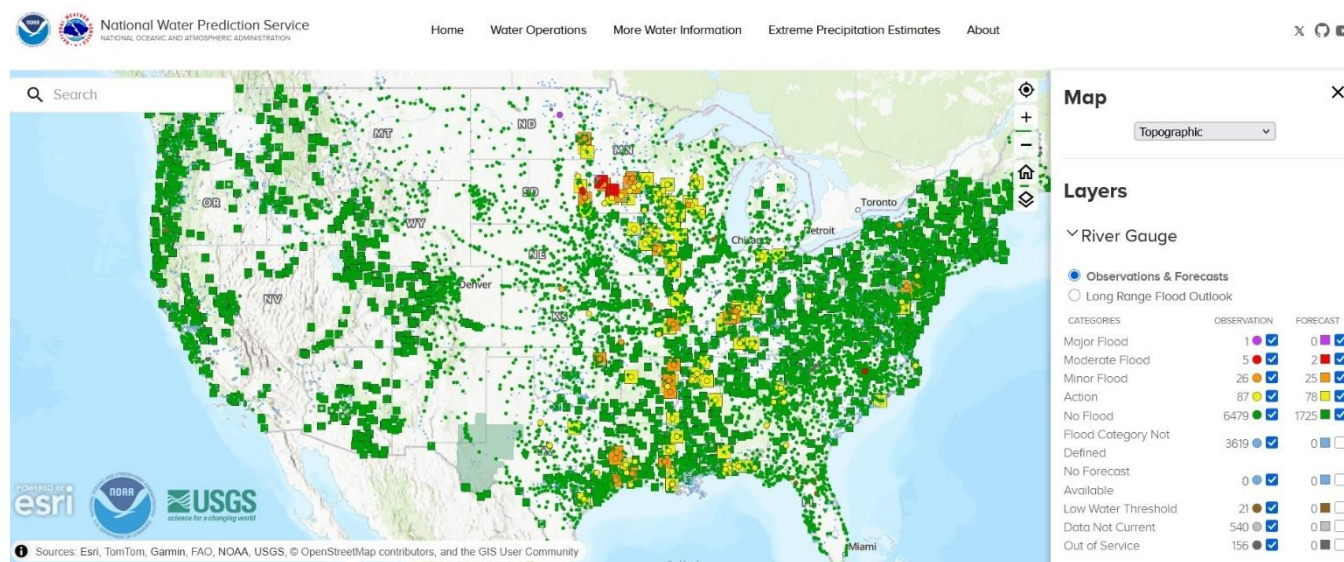 National Water Prediction Service
NATIONAL OCEANIC AND ATMOSPHERIC ADMINISTRATION
Home Water Operations More Water Information Extreme Precipitation Estimates About
Search
Map
Topographic
Layers
River Gauge
Observations & Forecasts
Long Range Flood Outlook
CATEGORIES OBSERVATION FORECAST
Major Flood 1 0
Moderate Flood 5 2
Minor Flood 26 25
Action 87 78
No Flood 6479 1725
Flood Category Not Defined 3619 0
No Forecast Available 0 0
Low Water Threshold 21 0
Data Not Current 540 0
Out of Service 156 0
MT
ND
MN
OR
SD
WY
Toronto
Chicago
Detroit
NE
NV
Denver
KS
Miami
POWERED BY
esri
NOAA
USGS
science for a changing world
Sources: Esri, TomTom, Garmin, FAO, NOAA, USGS, © OpenStreetMap contributors, and the GIS User Community